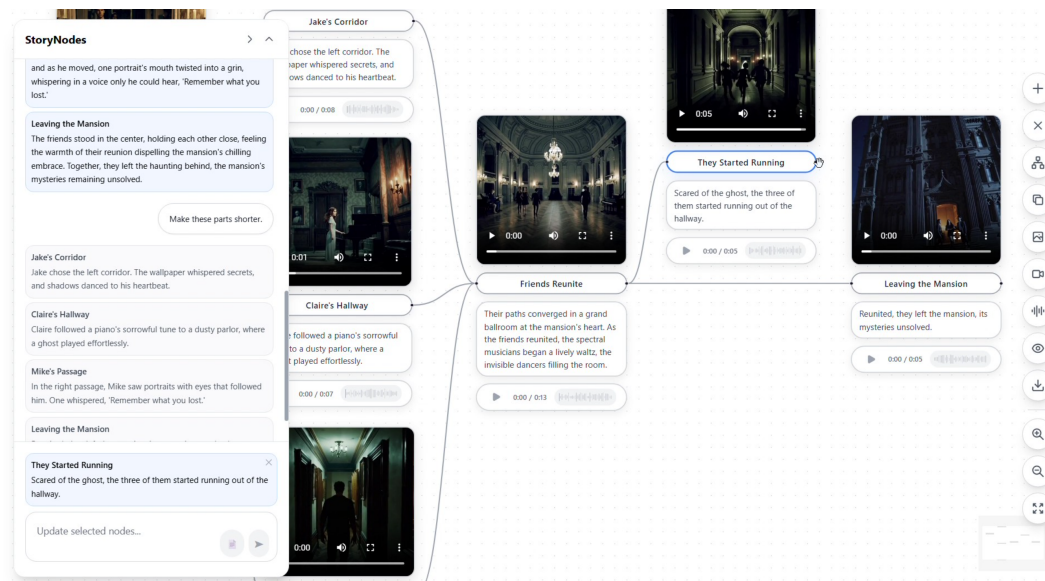 StoryNodes
and as he moved, one portrait's mouth twisted into a grin,
whispering in a voice only he could hear, 'Remember what you
lost.'
Leaving the Mansion
The friends stood in the center, holding each other close, feeling
the warmth of their reunion dispelling the mansion's chilling
embrace. Together, they left the haunting behind, the mansion's
mysteries remaining unsolved.
Make these parts shorter.
Jake's Corridor
Jake chose the left corridor. The wallpaper whispered secrets,
and shadows danced to his heartbeat.
Claire's Hallway
Claire followed a piano's sorrowful tune to a dusty parlor, where
a ghost played effortlessly.
Mike's Passage
In the right passage, Mike saw portraits with eyes that followed
him. One whispered, 'Remember what you lost.'
Leaving the Mansion
They Started Running
Scared of the ghost, the three of them started running out of the
hallway.
Update selected nodes...
Jake's Corridor
chose the left corridor. The
paper whispered secrets, and
ows danced to his heartbeat.
0:00 / 0:08
0:01
Claire's Hallway
followed a piano's sorrowful
to a dusty parlor, where a
t played effortlessly.
0:00 / 0:07
0:00
0:00
Friends Reunite
Their paths converged in a grand
ballroom at the mansion's heart. As
the friends reunited, the spectral
musicians began a lively waltz, the
invisible dancers filling the room.
0:00 / 0:13
0:05
They Started Running
Scared of the ghost, the three of
them started running out of the
hallway.
0:00 / 0:05
0:00
Leaving the Mansion
Reunited, they left the mansion, its
mysteries unsolved.
0:00 / 0:05